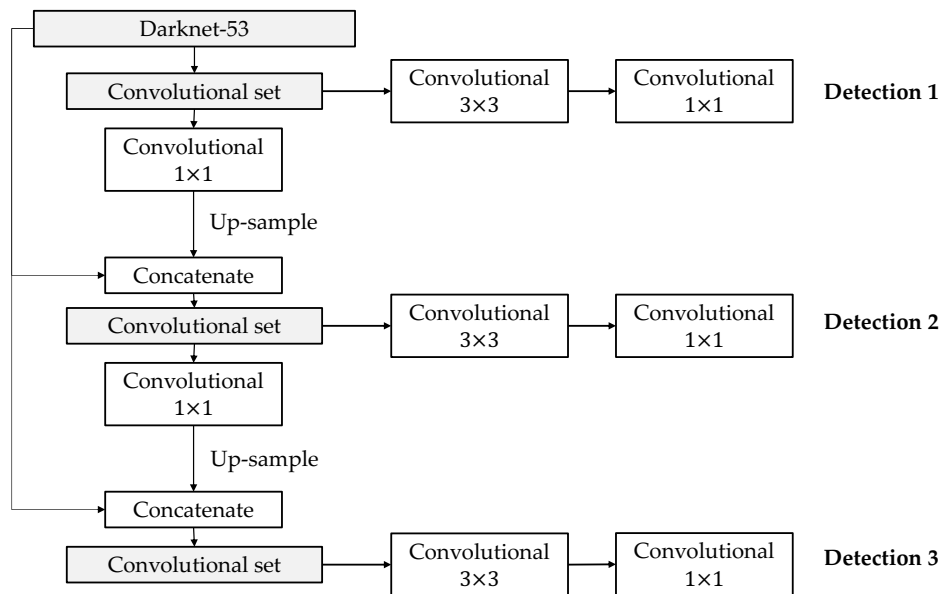 Darknet-53
Convolutional set
Convolutional
3×3
Convolutional
1×1
Detection 1
Convolutional
1×1
Up-sample
Concatenate
Convolutional set
Convolutional
3×3
Convolutional
1×1
Detection 2
Convolutional
1×1
Up-sample
Concatenate
Convolutional set
Convolutional
3×3
Convolutional
1×1
Detection 3